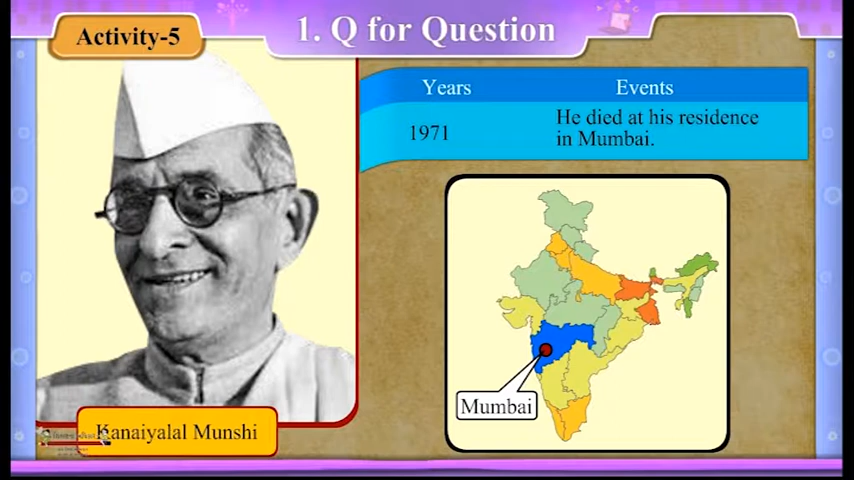 Activity-5
1. Q for Question
Years Events
1971
He died at his residence
in Mumbai.
Mumbai
Kanaiyalal Munshi